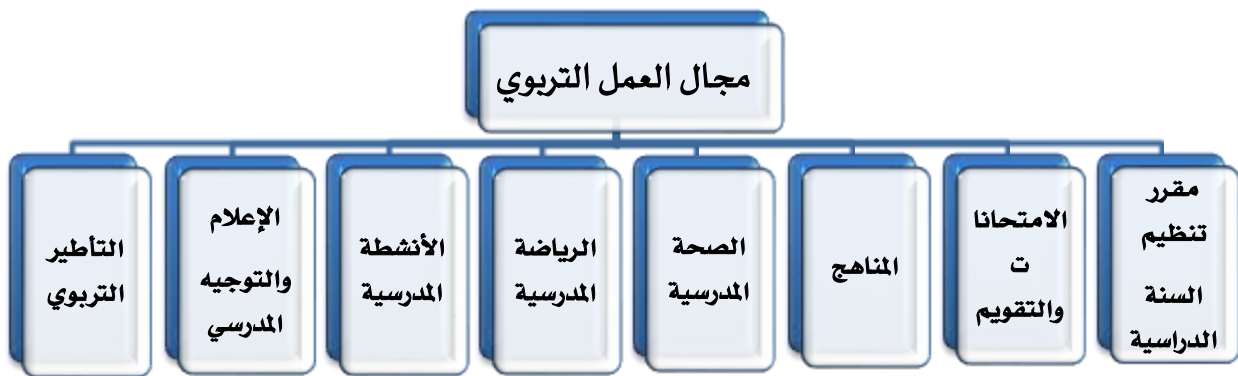 مجال العمل التربوي
مقرر
تنظيم
السنة
الدراسية
الامتحانا
ت
والتقويم
المناهج
الصحة
المدرسية
الرياضة
المدرسية
الأنشطة
المدرسية
الإعلام
والتوجيه
المدرسي
التأطير
التربوي